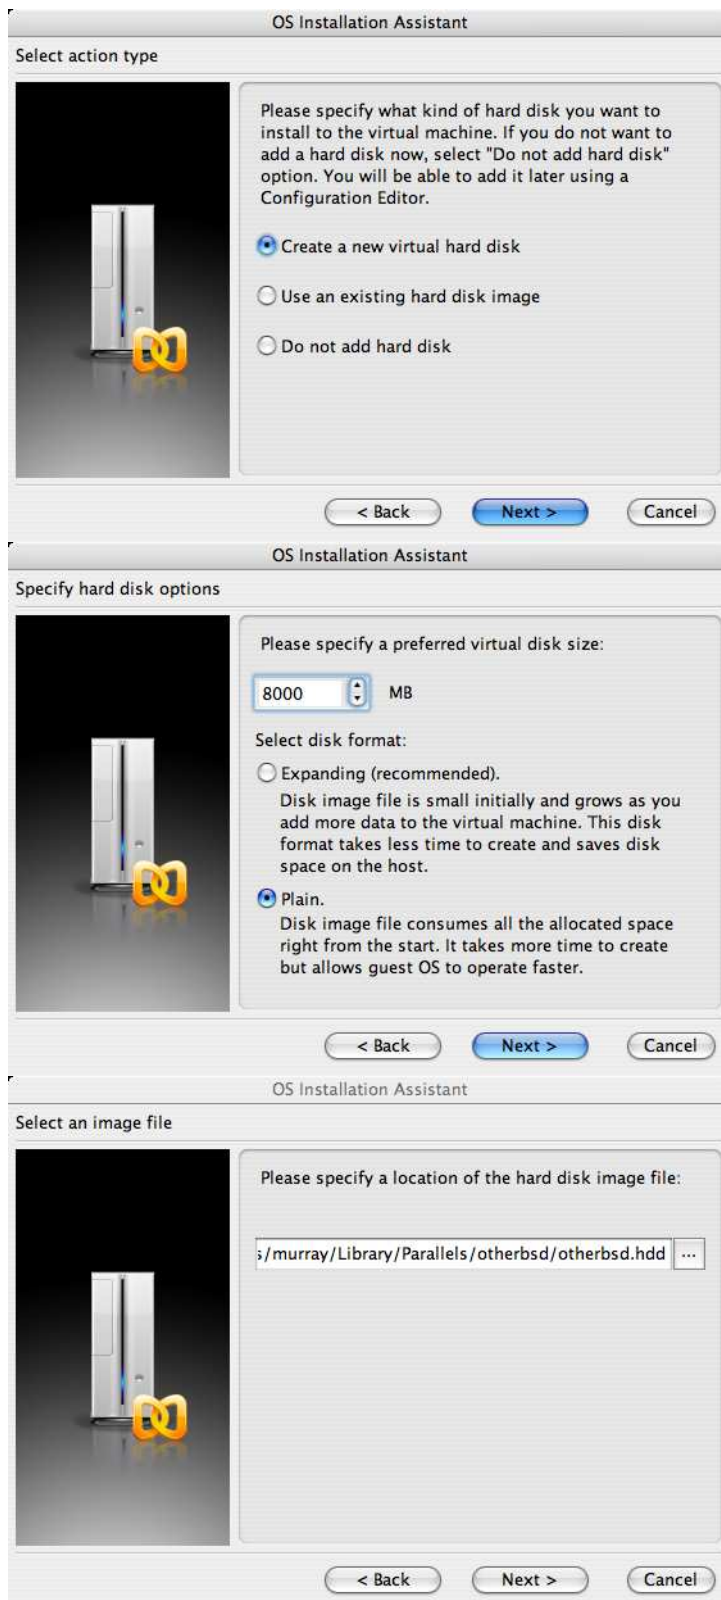 OS Installation Assistant
Select action type
Please specify what kind of hard disk you want to
install to the virtual machine. If you do not want to
add a hard disk now, select "Do not add hard disk"
option. You will be able to add it later using a
Configuration Editor.
Create a new virtual hard disk
Use an existing hard disk image
Do not add hard disk
< Back
Next >
Cancel
OS Installation Assistant
Specify hard disk options
Please specify a preferred virtual disk size:
8000
MB
Select disk format:
Expanding (recommended).
Disk image file is small initially and grows as you
add more data to the virtual machine. This disk
format takes less time to create and saves disk
space on the host.
Plain.
Disk image file consumes all the allocated space
right from the start. It takes more time to create
but allows guest OS to operate faster.
< Back
Next >
Cancel
OS Installation Assistant
Select an image file
Please specify a location of the hard disk image file:
s/murray/Library/Parallels/otherbsd/otherbsd.hdd
...
< Back
Next >
Cancel